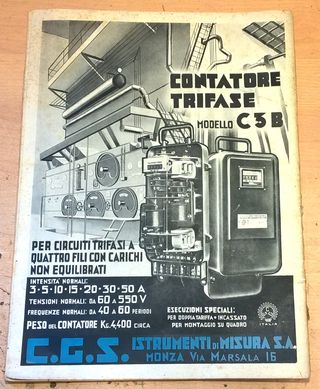 CONTATORE
TRIFASE
MODELLO C3B
PER CIRCUITI TRIFASI A
QUATTRO FILI CON CARICHI
NON EQUILIBRATI
INTENSITÀ NORMALE:
3-5-10-15-20-30-50 A
TENSIONI NORMALI: DA 60 A 550 V
FREQUENZE NORMALI: DA 40 A 60 PERIODI
PESO DEL CONTATORE KG. 4,400 CIRCA
ESECUZIONI SPECIALI:
PER DOPPIA TARIFFA - INCASSATO
PER MONTAGGIO SU QUADRO
ITALIA
C.G.S. ISTRUMENTI DI MISURA S.A.
MONZA VIA MARSALA 16